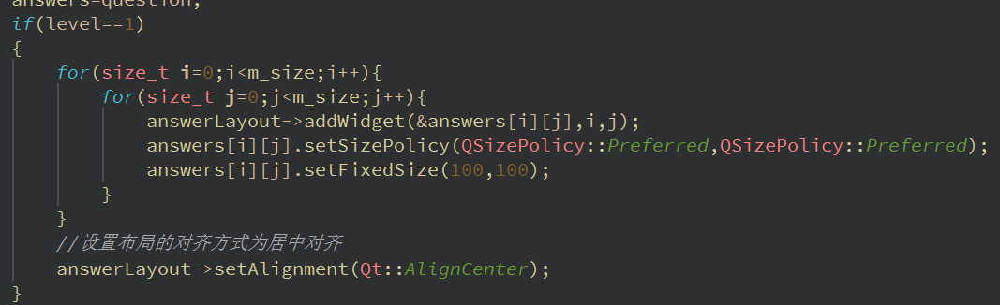 answers=question;
if(level==1)
{
for(size_t i=0;i<m_size;i++){
for(size_t j=0;j<m_size;j++){
answerLayout->addWidget(&answers[i][j],i,j);
answers[i][j].setSizePolicy(QSizePolicy::Preferred,QSizePolicy::Preferred);
answers[i][j].setFixedSize(100,100);
}
}
//设置布局的对齐方式为居中对齐
answerLayout->setAlignment(Qt::AlignCenter);
}